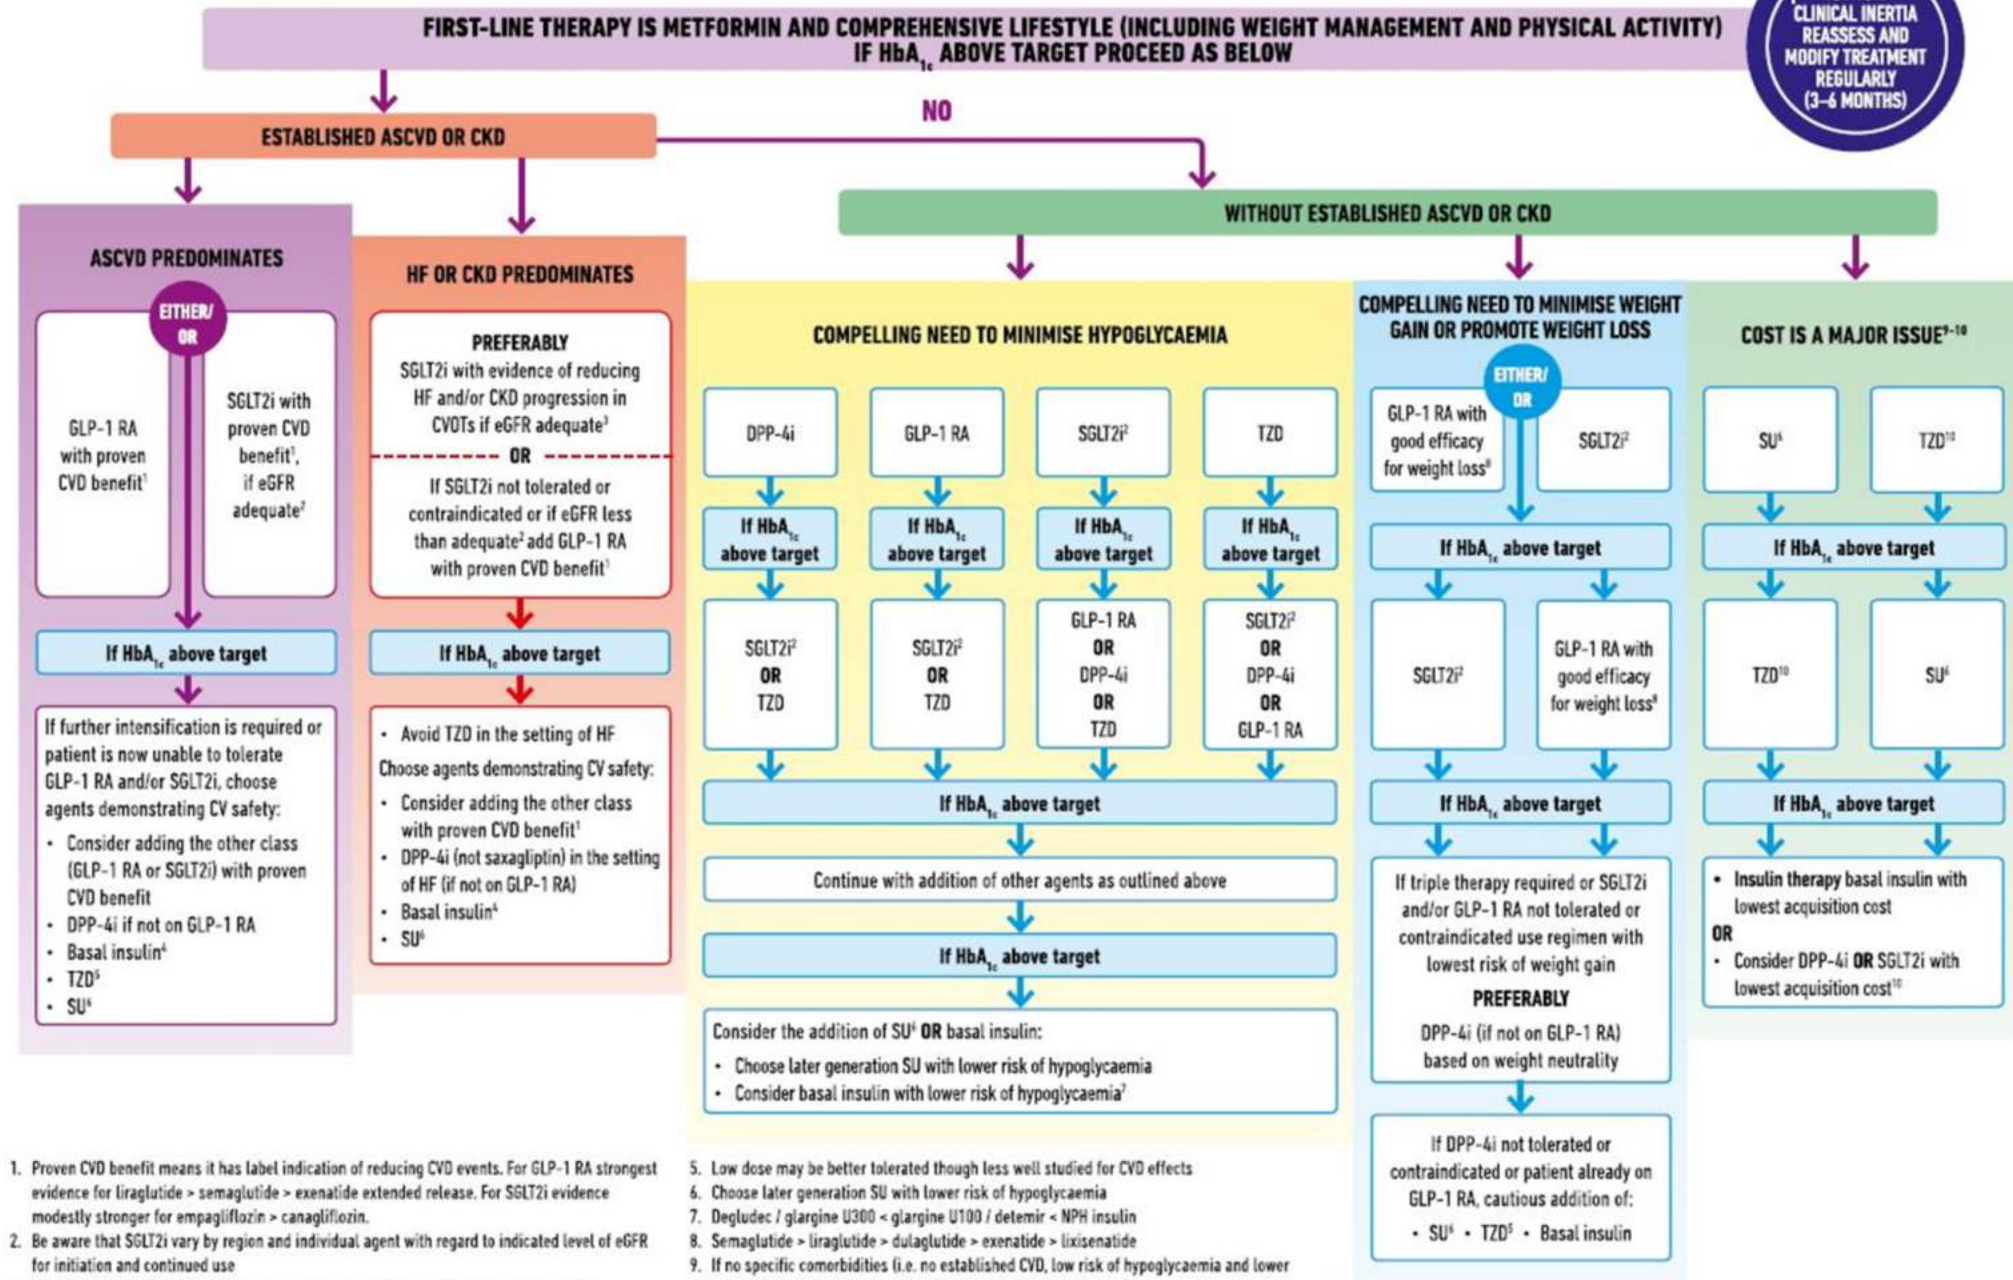 FIRST-LINE THERAPY IS METFORMIN AND COMPREHENSIVE LIFESTYLE (INCLUDING WEIGHT MANAGEMENT AND PHYSICAL ACTIVITY)
IF HbA1c ABOVE TARGET PROCEED AS BELOW
CLINICAL INERTIA
REASSESS AND
MODIFY TREATMENT
REGULARLY
(3–6 MONTHS)
NO
ESTABLISHED ASCVD OR CKD
WITHOUT ESTABLISHED ASCVD OR CKD
ASCVD PREDOMINATES
EITHER/
OR
GLP-1 RA
with proven
CVD benefit¹
SGLT2i with
proven CVD
benefit¹,
if eGFR
adequate²
If HbA1c above target
If further intensification is required or
patient is now unable to tolerate
GLP-1 RA and/or SGLT2i, choose
agents demonstrating CV safety:
• Consider adding the other class
(GLP-1 RA or SGLT2i) with proven
CVD benefit
• DPP-4i if not on GLP-1 RA
• Basal insulin⁴
• TZD⁵
• SU⁶
HF OR CKD PREDOMINATES
PREFERABLY
SGLT2i with evidence of reducing
HF and/or CKD progression in
CVOTs if eGFR adequate³
OR
If SGLT2i not tolerated or
contraindicated or if eGFR less
than adequate² add GLP-1 RA
with proven CVD benefit¹
If HbA1c above target
• Avoid TZD in the setting of HF
Choose agents demonstrating CV safety:
• Consider adding the other class
with proven CVD benefit¹
• DPP-4i (not saxagliptin) in the setting
of HF (if not on GLP-1 RA)
• Basal insulin⁴
• SU⁶
COMPELLING NEED TO MINIMISE HYPOGLYCAEMIA
DPP-4i
GLP-1 RA
SGLT2i²
TZD
If HbA1c
above target
If HbA1c
above target
If HbA1c
above target
If HbA1c
above target
SGLT2i²
OR
TZD
SGLT2i²
OR
TZD
GLP-1 RA
OR
DPP-4i
OR
TZD
SGLT2i²
OR
DPP-4i
OR
GLP-1 RA
If HbA1c above target
Continue with addition of other agents as outlined above
If HbA1c above target
Consider the addition of SU⁶ OR basal insulin:
• Choose later generation SU with lower risk of hypoglycaemia
• Consider basal insulin with lower risk of hypoglycaemia⁷
COMPELLING NEED TO MINIMISE WEIGHT
GAIN OR PROMOTE WEIGHT LOSS
EITHER/
OR
GLP-1 RA with
good efficacy
for weight loss⁸
SGLT2i²
If HbA1c above target
SGLT2i²
GLP-1 RA with
good efficacy
for weight loss⁸
If HbA1c above target
If triple therapy required or SGLT2i
and/or GLP-1 RA not tolerated or
contraindicated use regimen with
lowest risk of weight gain
PREFERABLY
DPP-4i (if not on GLP-1 RA)
based on weight neutrality
If DPP-4i not tolerated or
contraindicated or patient already on
GLP-1 RA, cautious addition of:
• SU⁶ • TZD⁵ • Basal insulin
COST IS A MAJOR ISSUE⁹⁻¹⁰
SU⁶
TZD¹⁰
If HbA1c above target
TZD¹⁰
SU⁶
If HbA1c above target
• Insulin therapy basal insulin with
lowest acquisition cost
OR
• Consider DPP-4i OR SGLT2i with
lowest acquisition cost¹⁰
1. Proven CVD benefit means it has label indication of reducing CVD events. For GLP-1 RA strongest
evidence for liraglutide > semaglutide > exenatide extended release. For SGLT2i evidence
modestly stronger for empagliflozin > canagliflozin.
2. Be aware that SGLT2i vary by region and individual agent with regard to indicated level of eGFR
for initiation and continued use
5. Low dose may be better tolerated though less well studied for CVD effects
6. Choose later generation SU with lower risk of hypoglycaemia
7. Degludec / glargine U300 < glargine U100 / detemir < NPH insulin
8. Semaglutide > liraglutide > dulaglutide > exenatide > lixisenatide
9. If no specific comorbidities (i.e. no established CVD, low risk of hypoglycaemia and lower